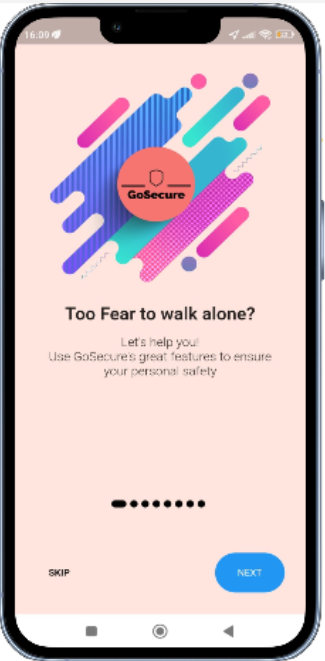 16:09
GoSecure
Too Fear to walk alone?
Let's help you!
Use GoSecure's great features to ensure
your personal safety
SKIP
NEXT